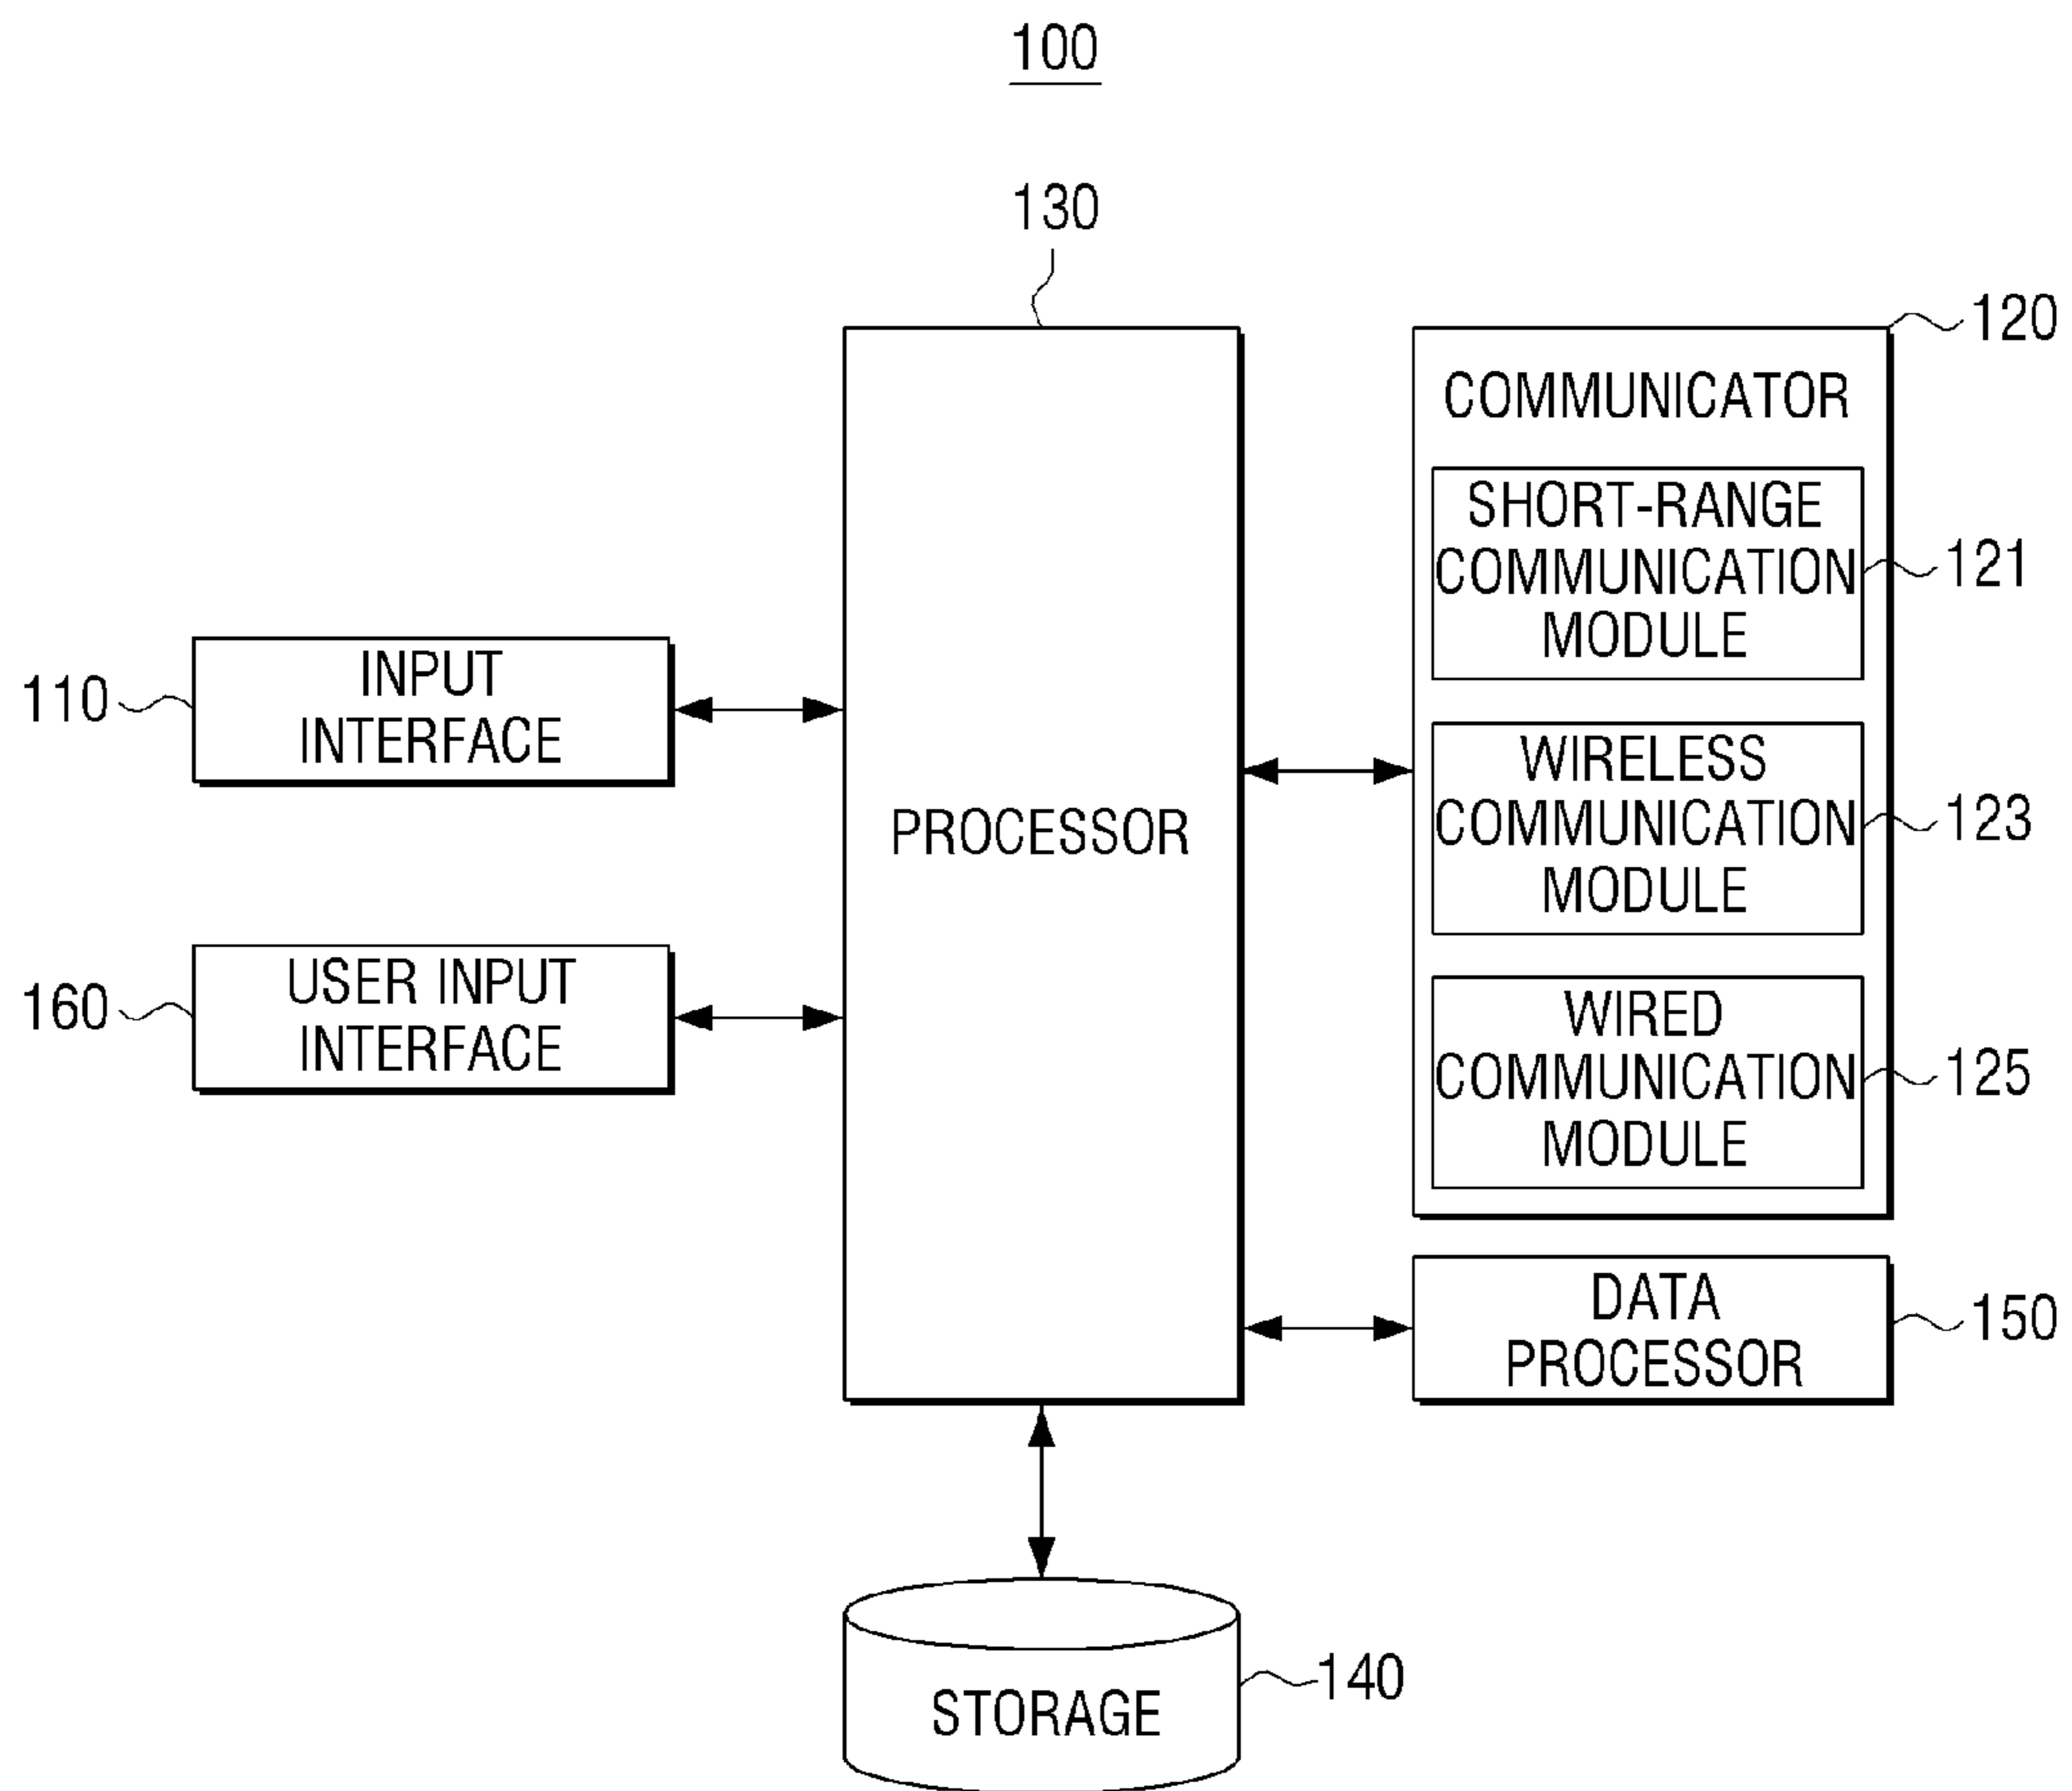 100
130
120
COMMUNICATOR
SHORT-RANGE
COMMUNICATION
MODULE
121
INPUT
INTERFACE
110
WIRELESS
COMMUNICATION
MODULE
123
PROCESSOR
USER INPUT
INTERFACE
160
WIRED
COMMUNICATION
MODULE
125
DATA
PROCESSOR
150
STORAGE
140